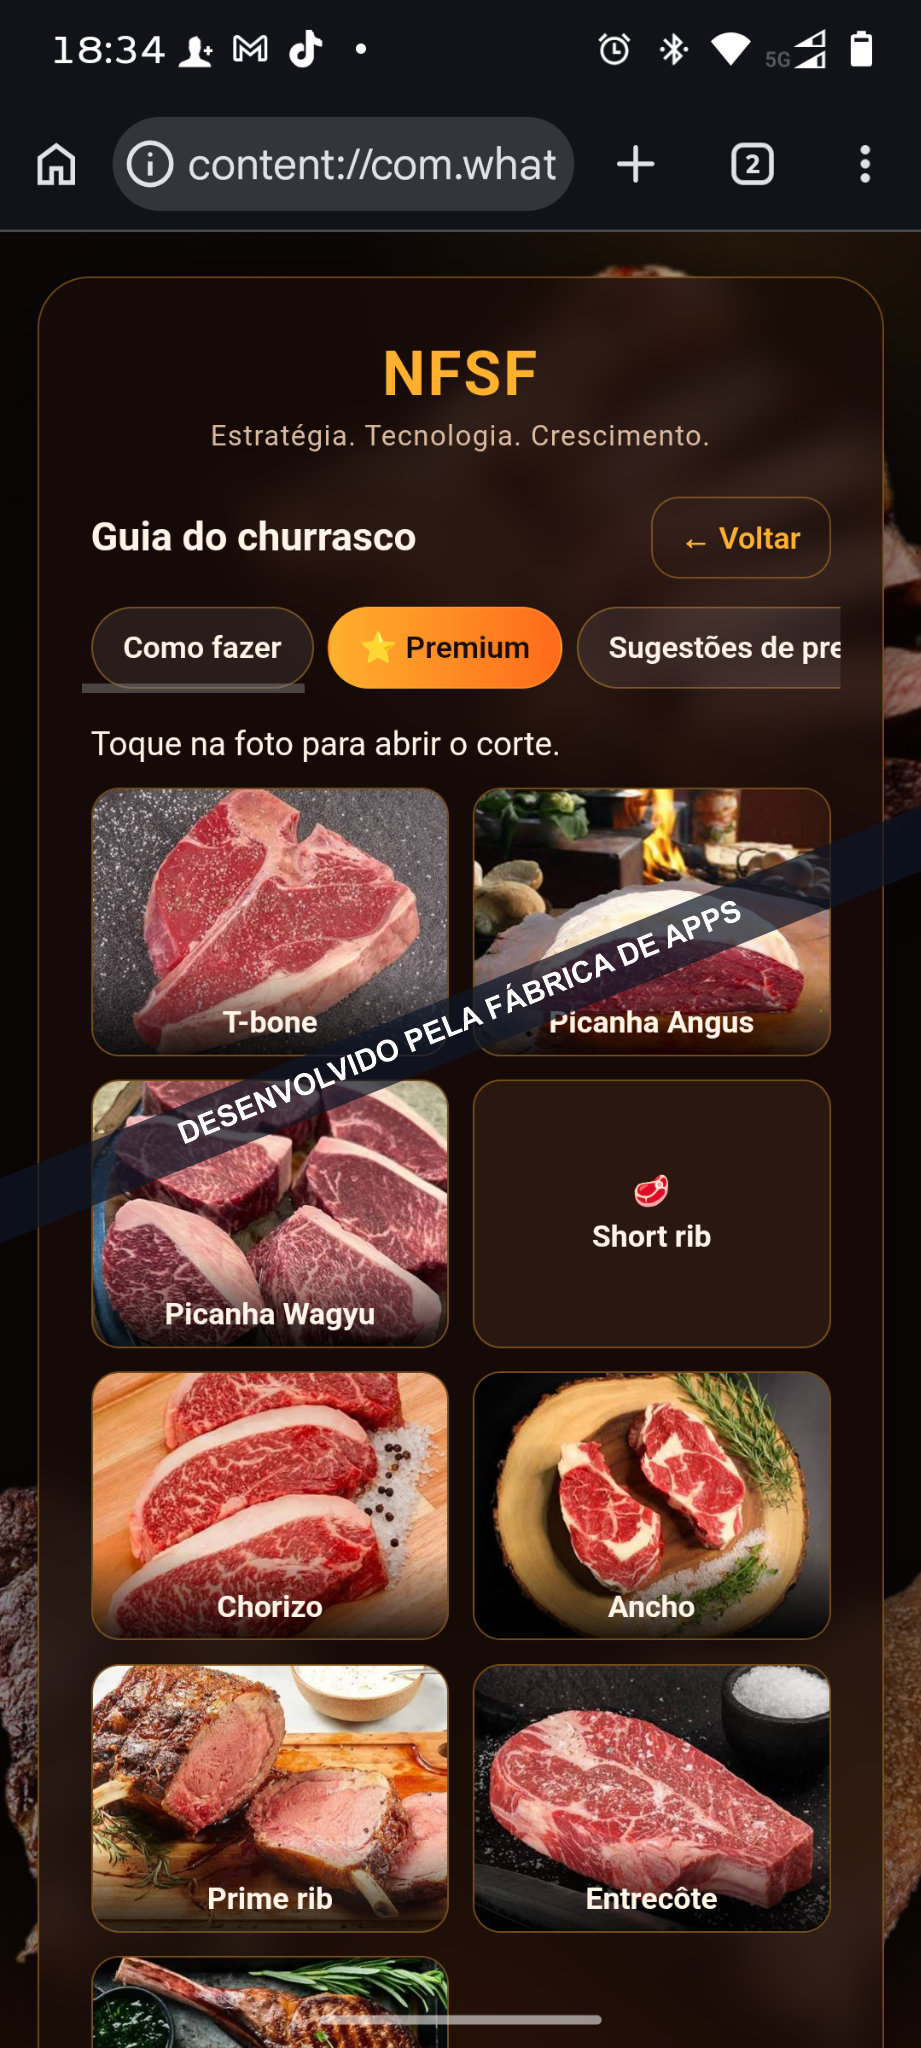 18:34
5G
content://com.what
2
NFSF
Estratégia. Tecnologia. Crescimento.
Guia do churrasco
← Voltar
Como fazer
⭐ Premium
Sugestões de pre
Toque na foto para abrir o corte.
T-bone
Picanha Angus
DESENVOLVIDO PELA FÁBRICA DE APPS
Picanha Wagyu
Short rib
Chorizo
Ancho
Prime rib
Entrecôte